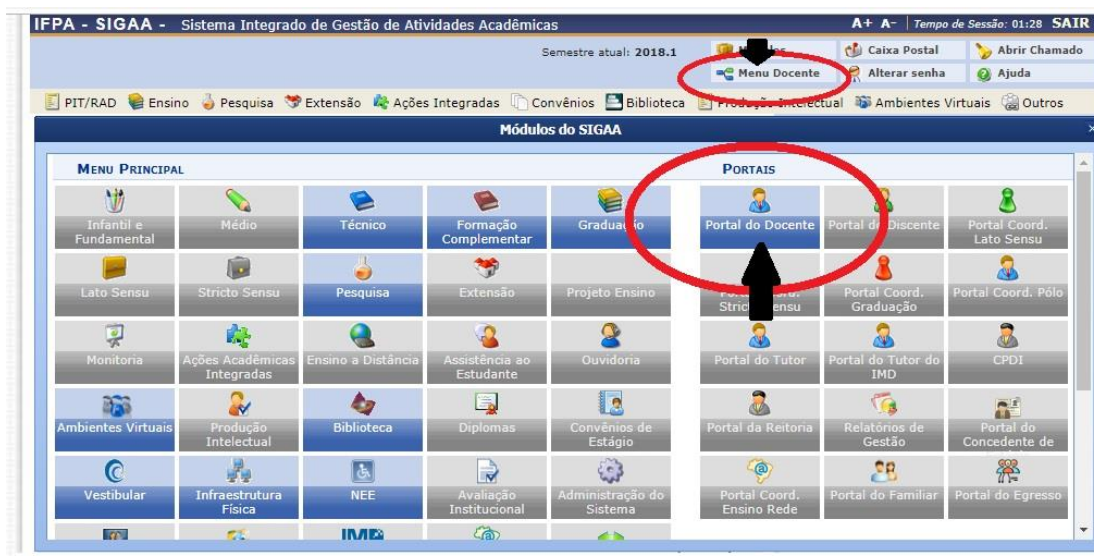 IFPA - SIGAA - Sistema Integrado de Gestão de Atividades Acadêmicas
A+ A- | Tempo de Sessão: 01:28 SAIR
Semestre atual: 2018.1
Caixa Postal
Abrir Chamado
Menu Docente
Alterar senha
Ajuda
PIT/RAD Ensino Pesquisa Extensão Ações Integradas Convênios Biblioteca Produção Intelectual Ambientes Virtuais Outros
Módulos do SIGAA
MENU PRINCIPAL
PORTAIS
Infantil e
Fundamental
Médio
Técnico
Formação
Complementar
Graduação
Portal do Docente
Portal do Discente
Portal Coord.
Lato Sensu
Lato Sensu
Stricto Sensu
Pesquisa
Extensão
Projeto Ensino
Portal Coord.
Graduação
Portal Coord. Pólo
Monitoria
Ações Acadêmicas
Integradas
Ensino a Distância
Assistência ao
Estudante
Ouvidoria
Portal do Tutor
Portal do Tutor do
IMD
CPDI
Ambientes Virtuais
Produção
Intelectual
Biblioteca
Diplomas
Convênios de
Estágio
Portal da Reitoria
Relatórios de
Gestão
Portal do
Concedente de
Vestibular
Infraestrutura
Física
NEE
Avaliação
Institucional
Administração do
Sistema
Portal Coord.
Ensino Rede
Portal do Familiar
Portal do Egresso